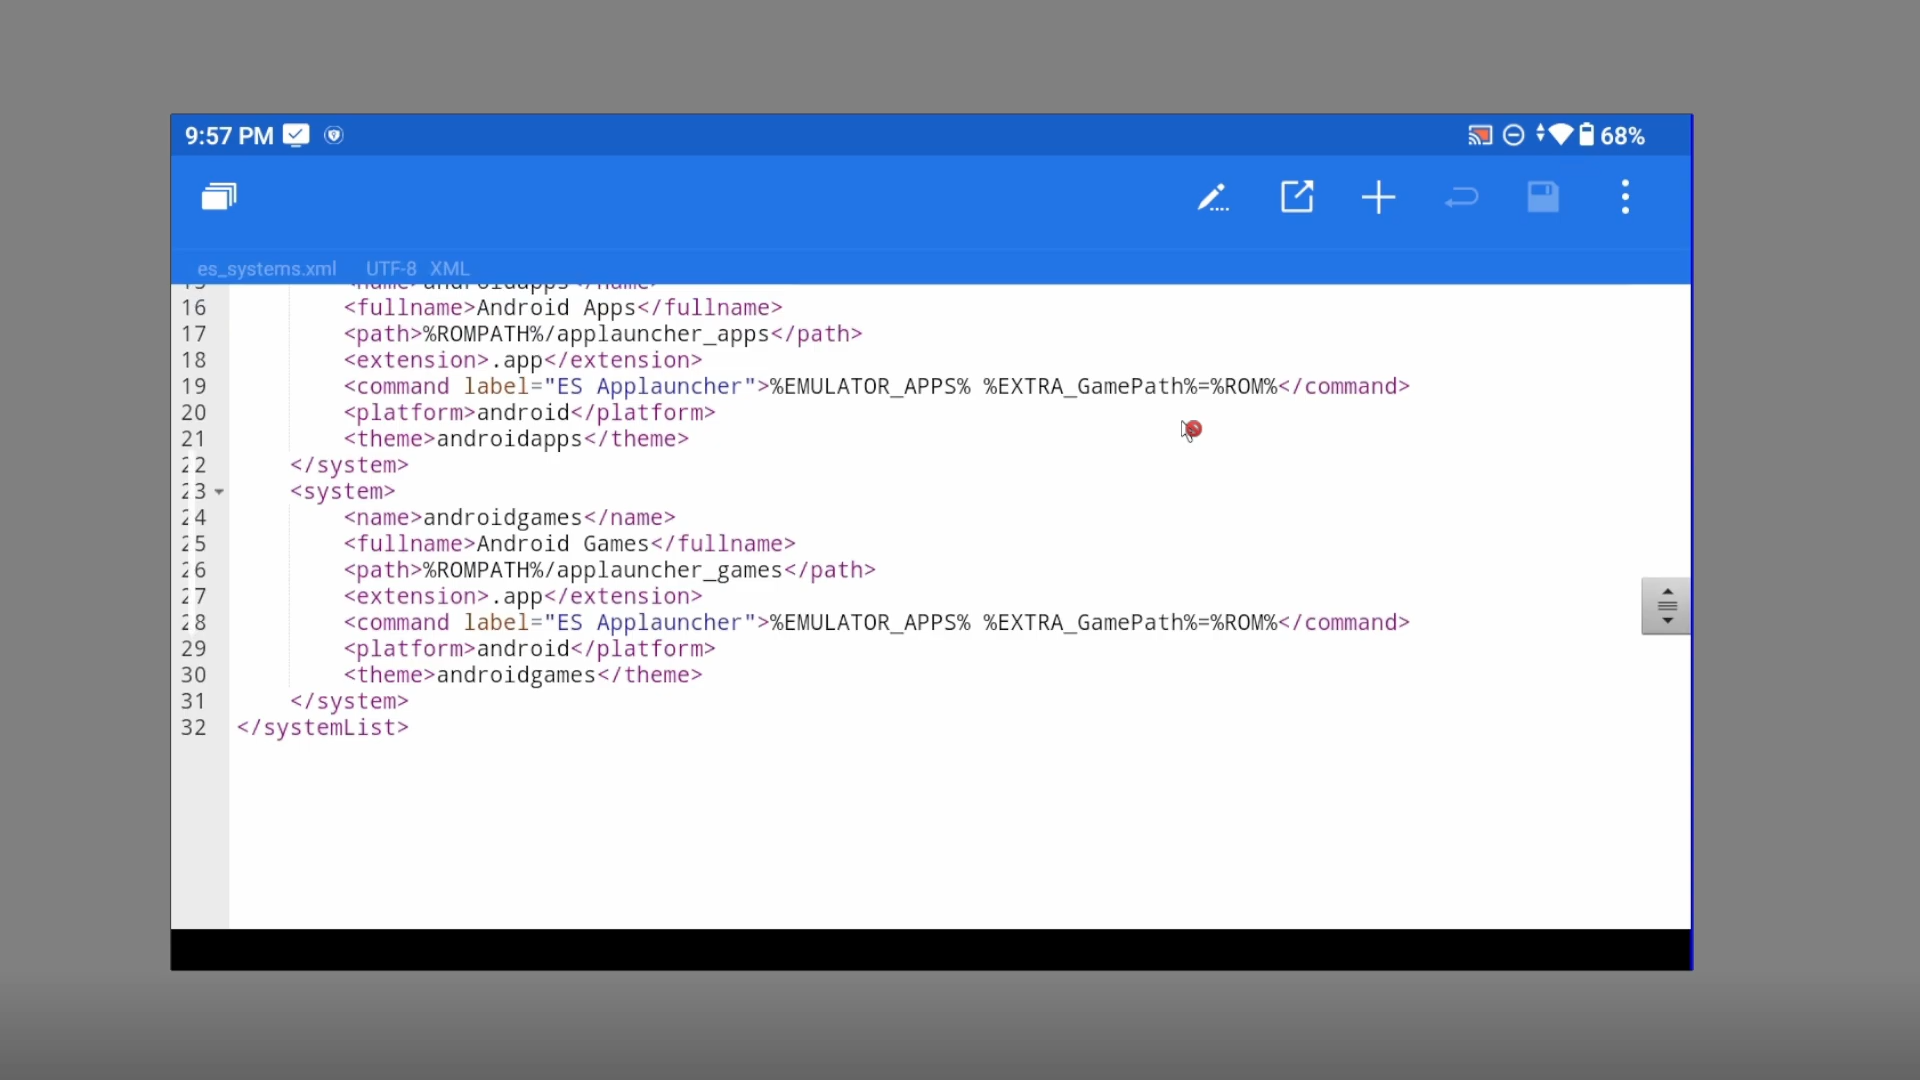 9:57 PM 68%
es_systems.xml UTF-8 XML
15 <name>androidapps</name>
16 <fullname>Android Apps</fullname>
17 <path>%ROMPATH%/applauncher_apps</path>
18 <extension>.app</extension>
19 <command label="ES Applauncher">%EMULATOR_APPS% %EXTRA_GamePath%=%ROM%</command>
20 <platform>android</platform>
21 <theme>androidapps</theme>
22 </system>
23 <system>
24 <name>androidgames</name>
25 <fullname>Android Games</fullname>
26 <path>%ROMPATH%/applauncher_games</path>
27 <extension>.app</extension>
28 <command label="ES Applauncher">%EMULATOR_APPS% %EXTRA_GamePath%=%ROM%</command>
29 <platform>android</platform>
30 <theme>androidgames</theme>
31 </system>
32 </systemList>